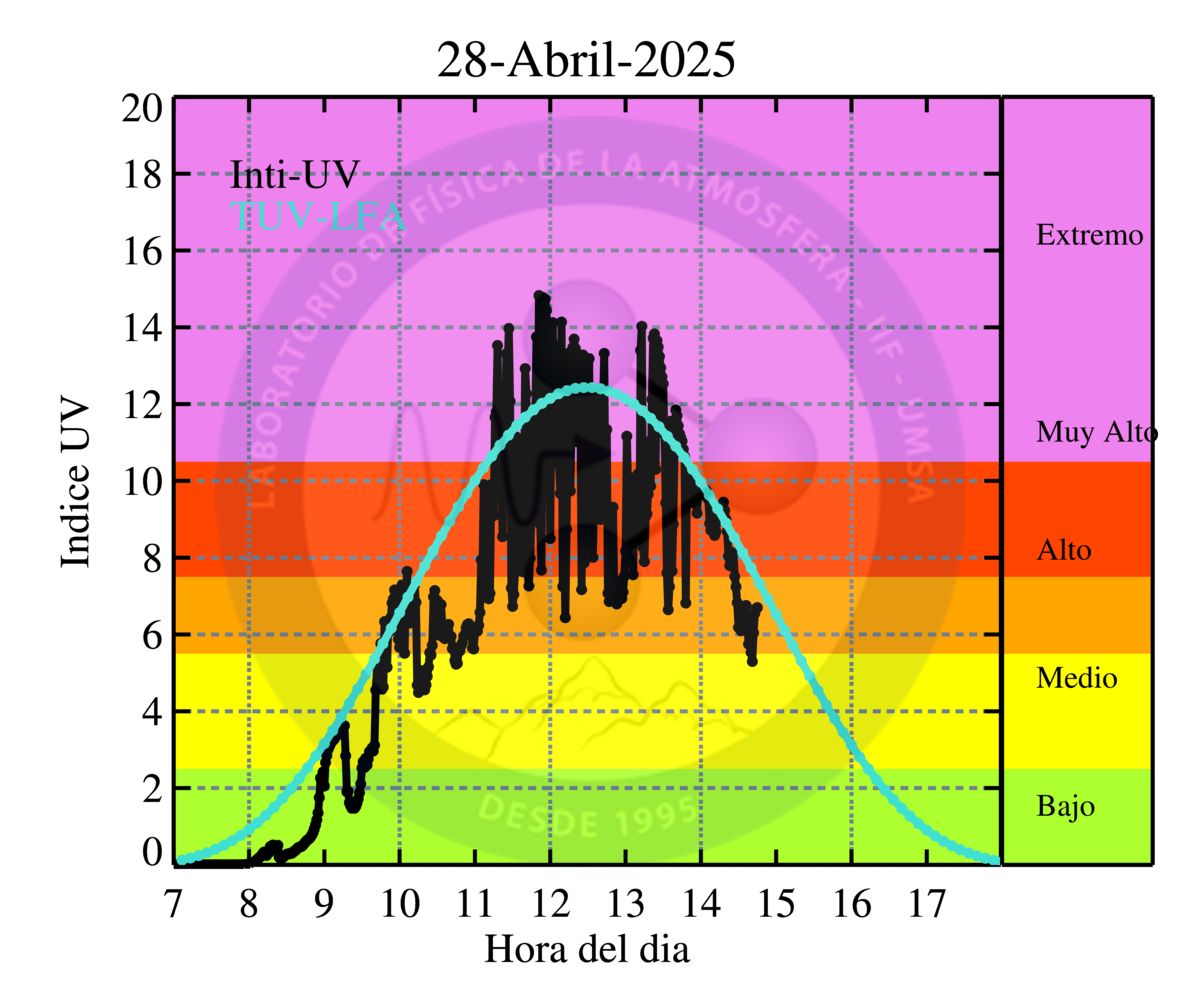 28-Abril-2025
20
18
16
14
12
10
8
6
4
2
0
Indice UV
Inti-UV
TUV-LFA
LABORATORIO DE FÍSICA DE LA ATMÓSFERA - IIF - UMSA
DESDE 1995
Extremo
Muy Alto
Alto
Medio
Bajo
7 8 9 10 11 12 13 14 15 16 17
Hora del dia